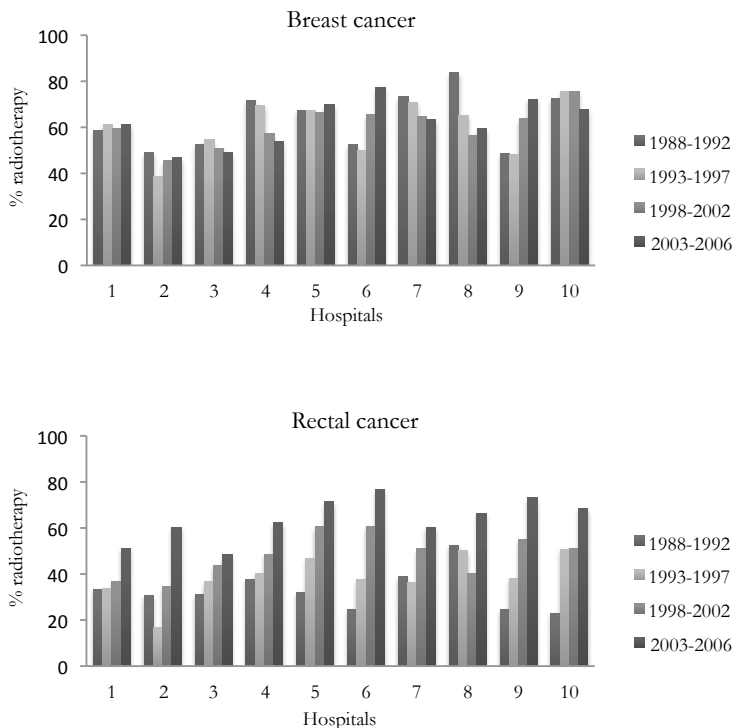 Breast cancer
100
80
60
40
20
0
% radiotherapy
1 2 3 4 5 6 7 8 9 10
Hospitals
1988-1992
1993-1997
1998-2002
2003-2006
Rectal cancer
100
80
60
40
20
0
% radiotherapy
1 2 3 4 5 6 7 8 9 10
Hospitals
1988-1992
1993-1997
1998-2002
2003-2006